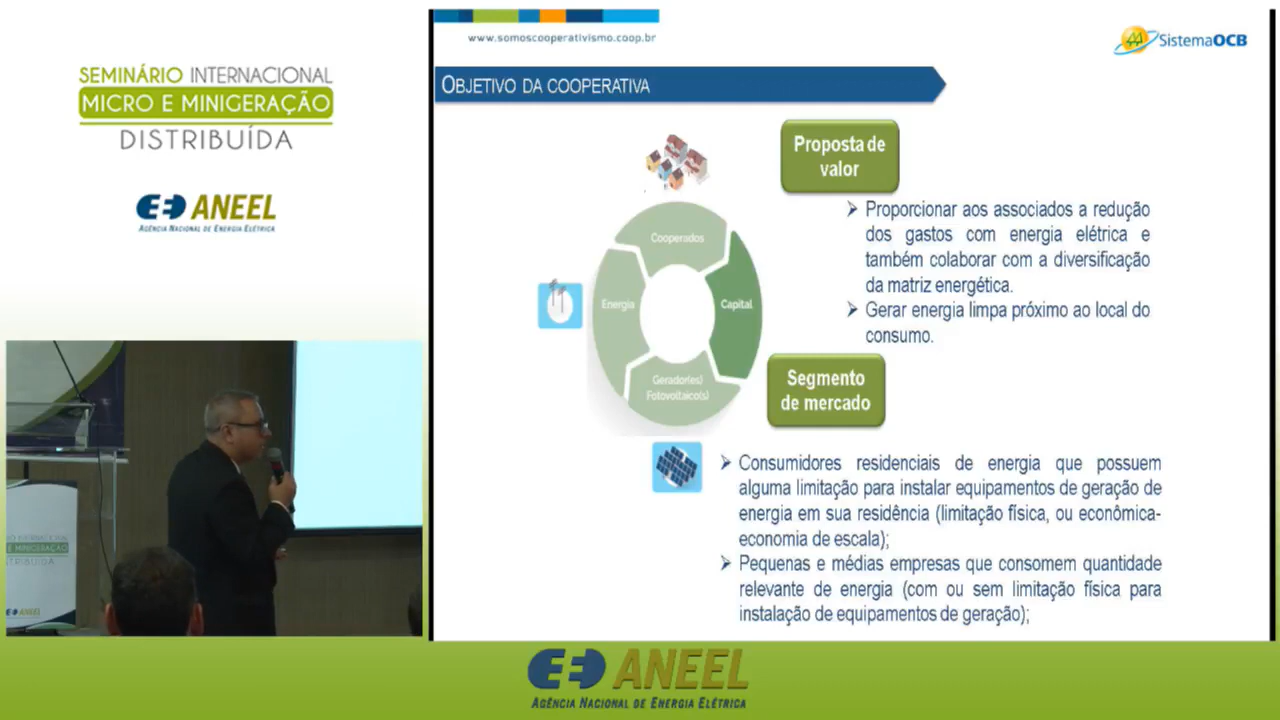 SEMINÁRIO INTERNACIONAL
MICRO E MINIGERAÇÃO
DISTRIBUÍDA
ANEEL
AGÊNCIA NACIONAL DE ENERGIA ELÉTRICA
www.somoscooperativismo.coop.br
SistemaOCB
OBJETIVO DA COOPERATIVA
Proposta de
valor
Proporcionar aos associados a redução
dos gastos com energia elétrica e
também colaborar com a diversificação
da matriz energética.
Gerar energia limpa próximo ao local do
consumo.
Cooperados
Energia
Capital
Gerador(es)
Fotovoltaico(s)
Segmento
de mercado
Consumidores residenciais de energia que possuem
alguma limitação para instalar equipamentos de geração de
energia em sua residência (limitação física, ou econômica-
economia de escala);
Pequenas e médias empresas que consomem quantidade
relevante de energia (com ou sem limitação física para
instalação de equipamentos de geração);
INTERNACIONAL
E MINIGERAÇÃO
TRIBUÍDA
ANEEL
ANEEL
AGÊNCIA NACIONAL DE ENERGIA ELÉTRICA